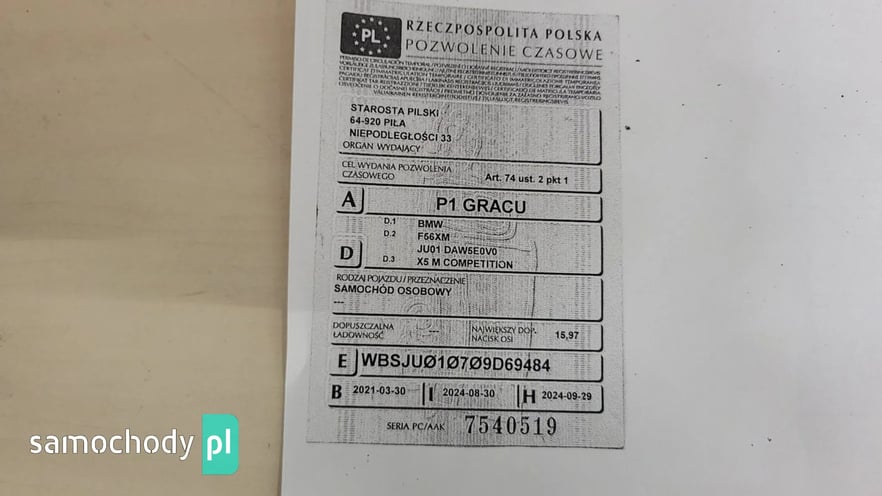 PL
RZECZPOSPOLITA POLSKA
POZWOLENIE CZASOWE
STAROSTA PILSKI
64-920 PIŁA
NIEPODLEGŁOŚCI 33
ORGAN WYDAJĄCY
CEL WYDANIA POZWOLENIA
CZASOWEGO Art. 74 ust. 2 pkt 1
A P1 GRACU
D.1 BMW
D.2 F56XM
JU01 DAW5E0V0
D D.3 X5 M COMPETITION
RODZAJ POJAZDU / PRZEZNACZENIE
SAMOCHÓD OSOBOWY
---
DOPUSZCZALNA ŁADOWNOŚĆ -- NAJWIĘKSZY DOP. NACISK OSI 15,97
E WBSJUØ1Ø7Ø9D69484
B 2021-03-30 I 2024-08-30 H 2024-09-29
SERIA PC/AAK 7540519
samochody pl